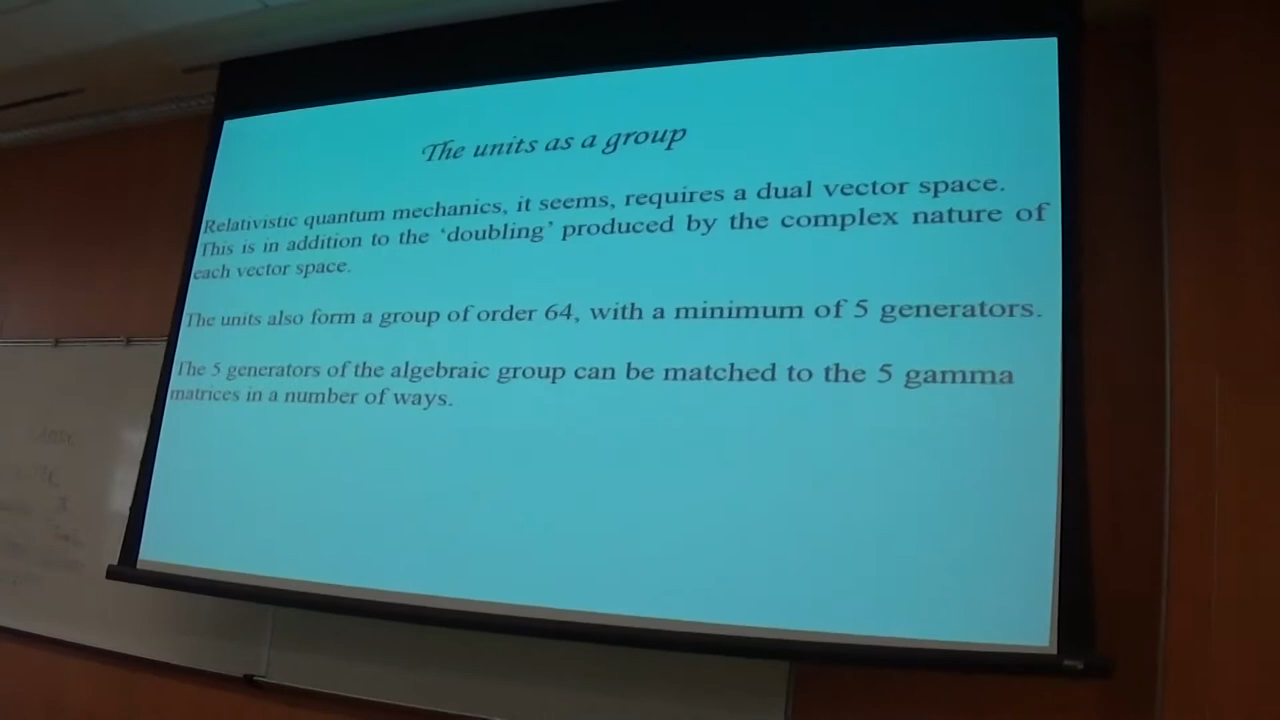 The units as a group
Relativistic quantum mechanics, it seems, requires a dual vector space.
This is in addition to the ‘doubling’ produced by the complex nature of
each vector space.
The units also form a group of order 64, with a minimum of 5 generators.
The 5 generators of the algebraic group can be matched to the 5 gamma
matrices in a number of ways.